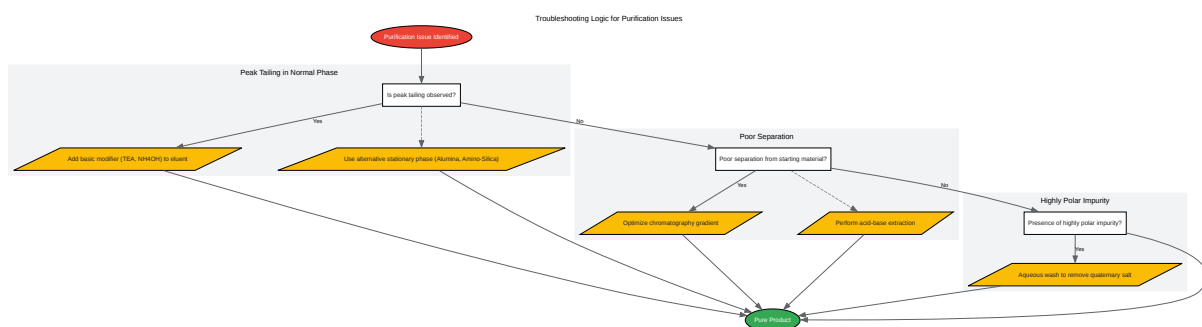 Troubleshooting Logic for Purification Issues
Purification Issue Identified
Peak Tailing in Normal Phase
Is peak tailing observed?
Yes
No
Add basic modifier (TEA, NH4OH) to eluent
Use alternative stationary phase (Alumina, Amino-Silica)
Poor Separation
Poor separation from starting material?
Yes
No
Optimize chromatography gradient
Perform acid-base extraction
Highly Polar Impurity
Presence of highly polar impurity?
Yes
Aqueous wash to remove quaternary salt
Pure Product